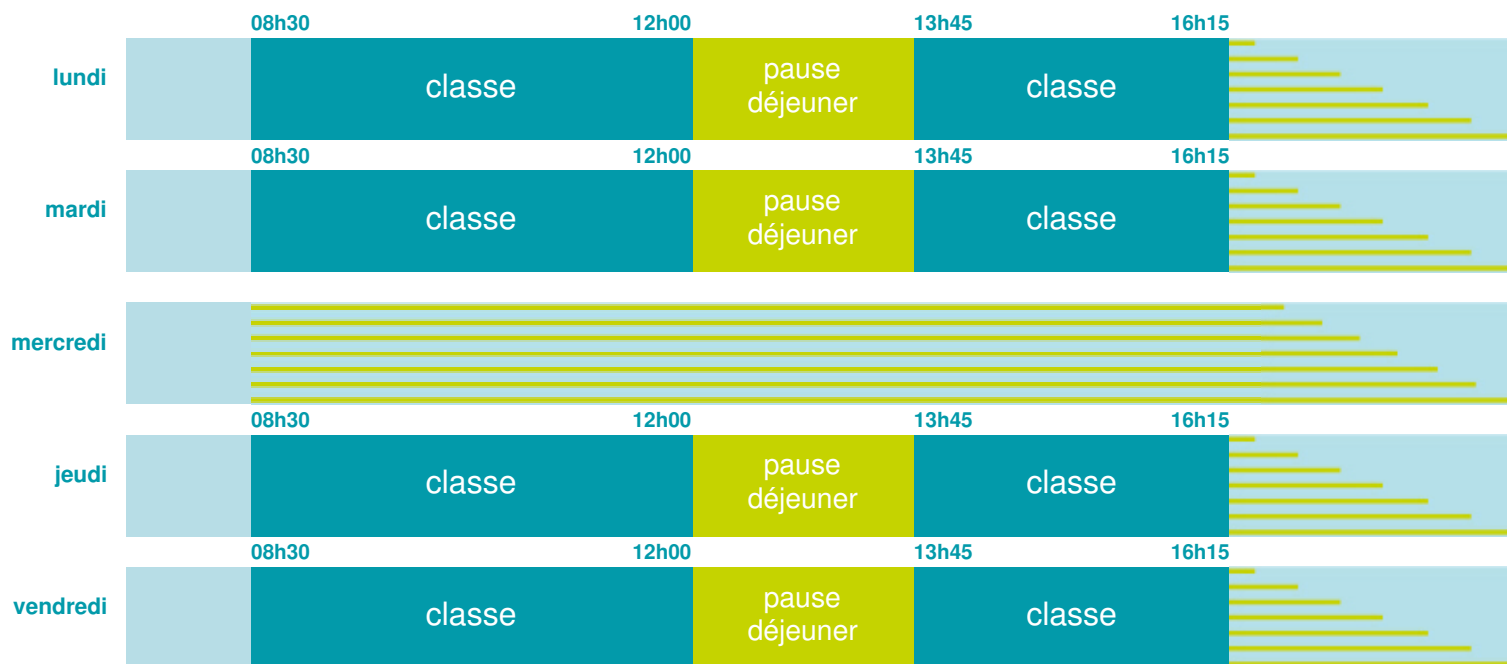 08h30 12h00 13h45 16h15
lundi
classe
pause
déjeuner
classe
08h30 12h00 13h45 16h15
mardi
classe
pause
déjeuner
classe
mercredi
08h30 12h00 13h45 16h15
jeudi
classe
pause
déjeuner
classe
08h30 12h00 13h45 16h15
vendredi
classe
pause
déjeuner
classe